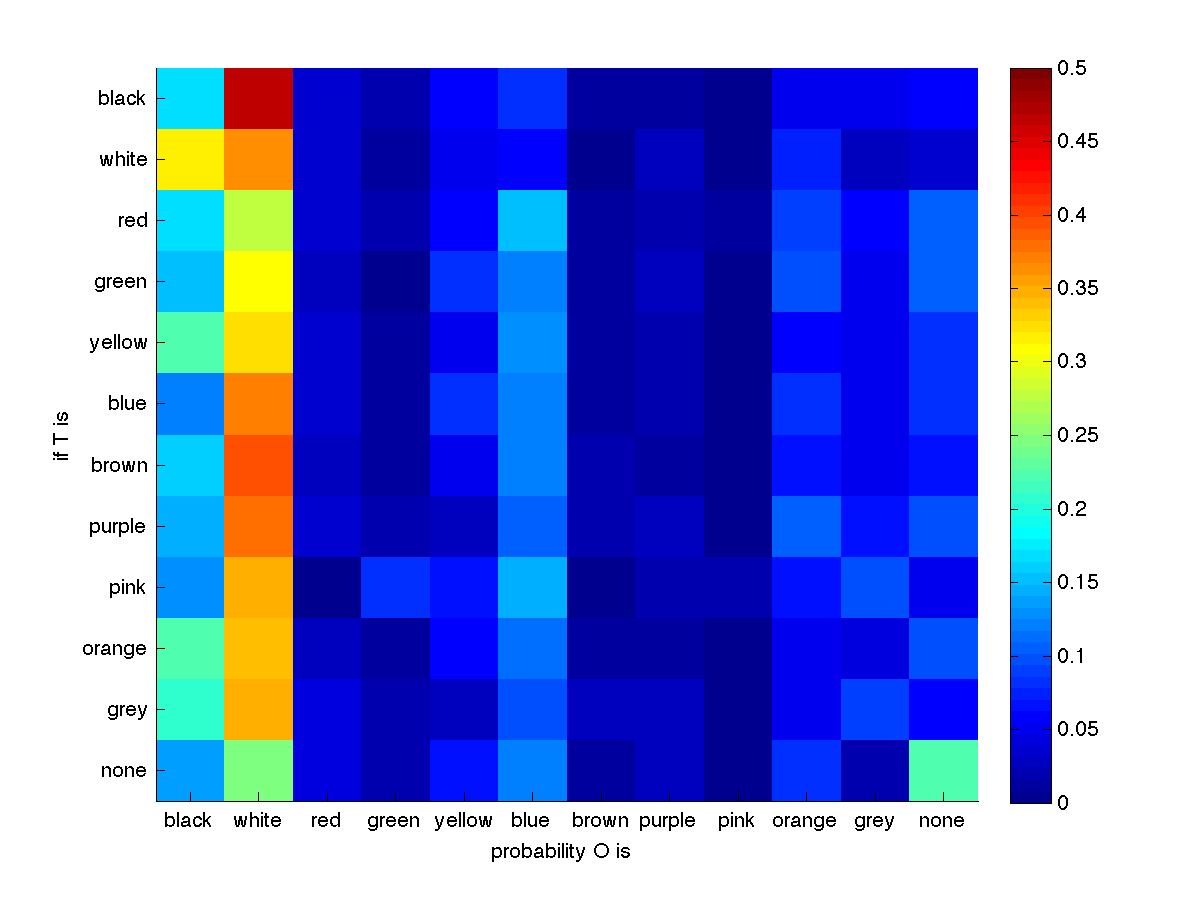 black
white
red
green
yellow
blue
brown
purple
pink
orange
grey
none
if T is
black white red green yellow blue brown purple pink orange grey none
probability O is
0.5
0.45
0.4
0.35
0.3
0.25
0.2
0.15
0.1
0.05
0